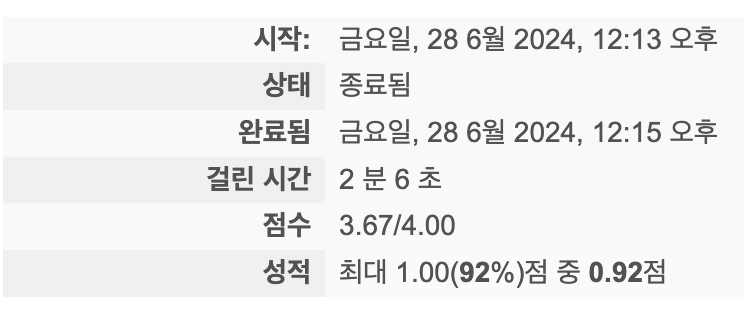 시작: 금요일, 28 6월 2024, 12:13 오후
상태 종료됨
완료됨 금요일, 28 6월 2024, 12:15 오후
걸린 시간 2 분 6 초
점수 3.67/4.00
성적 최대 1.00(92%)점 중 0.92점